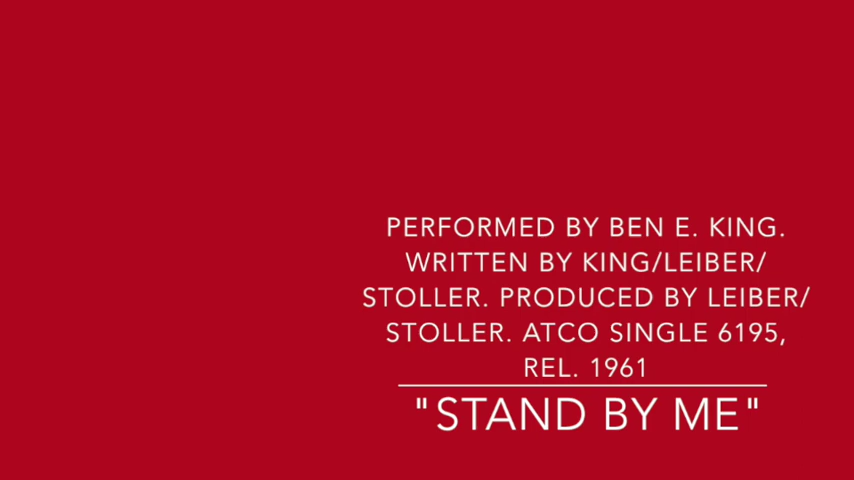 PERFORMED BY BEN E. KING.
WRITTEN BY KING/LEIBER/
STOLLER. PRODUCED BY LEIBER/
STOLLER. ATCO SINGLE 6195,
REL. 1961
"STAND BY ME"